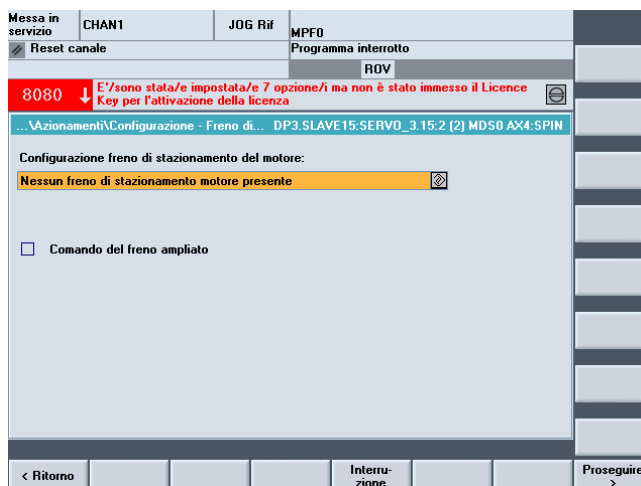 Messa in servizio
CHAN1
JOG Rif
MPF0
Reset canale
Programma interrotto
ROV
8080
E'/sono stata/e impostata/e 7 opzione/i ma non è stato immesso il Licence
Key per l'attivazione della licenza
...\Azionamenti\Configurazione - Freno di... DP3.SLAVE15:SERVO_3.15:2 (2) MDS0 AX4:SPIN
Configurazione freno di stazionamento del motore:
Nessun freno di stazionamento motore presente
Comando del freno ampliato
< Ritorno
Interru-
zione
Proseguire
>